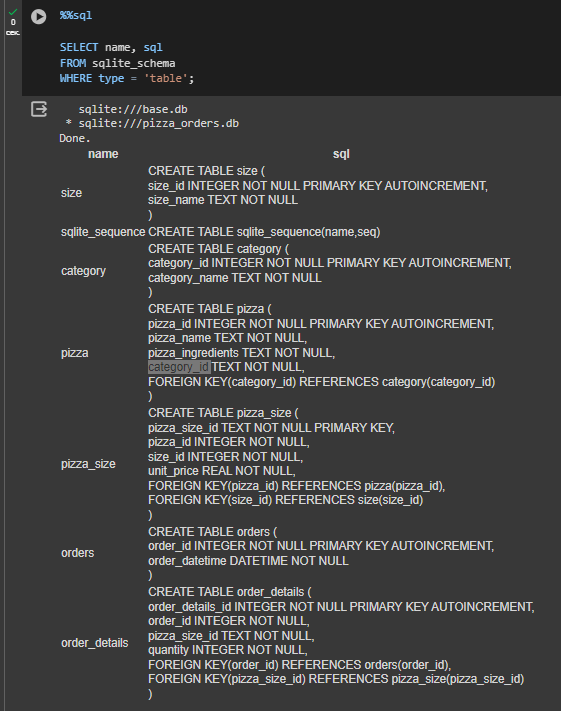 0
сек.
%%sql
SELECT name, sql
FROM sqlite_schema
WHERE type = 'table';
sqlite:///base.db
* sqlite:///pizza_orders.db
Done.
name sql
size
CREATE TABLE size (
size_id INTEGER NOT NULL PRIMARY KEY AUTOINCREMENT,
size_name TEXT NOT NULL
)
sqlite_sequence CREATE TABLE sqlite_sequence(name,seq)
category
CREATE TABLE category (
category_id INTEGER NOT NULL PRIMARY KEY AUTOINCREMENT,
category_name TEXT NOT NULL
)
pizza
CREATE TABLE pizza (
pizza_id INTEGER NOT NULL PRIMARY KEY AUTOINCREMENT,
pizza_name TEXT NOT NULL,
pizza_ingredients TEXT NOT NULL,
category_id TEXT NOT NULL,
FOREIGN KEY(category_id) REFERENCES category(category_id)
)
pizza_size
CREATE TABLE pizza_size (
pizza_size_id TEXT NOT NULL PRIMARY KEY,
pizza_id INTEGER NOT NULL,
size_id INTEGER NOT NULL,
unit_price REAL NOT NULL,
FOREIGN KEY(pizza_id) REFERENCES pizza(pizza_id),
FOREIGN KEY(size_id) REFERENCES size(size_id)
)
orders
CREATE TABLE orders (
order_id INTEGER NOT NULL PRIMARY KEY AUTOINCREMENT,
order_datetime DATETIME NOT NULL
)
order_details
CREATE TABLE order_details (
order_details_id INTEGER NOT NULL PRIMARY KEY AUTOINCREMENT,
order_id INTEGER NOT NULL,
pizza_size_id TEXT NOT NULL,
quantity INTEGER NOT NULL,
FOREIGN KEY(order_id) REFERENCES orders(order_id),
FOREIGN KEY(pizza_size_id) REFERENCES pizza_size(pizza_size_id)
)